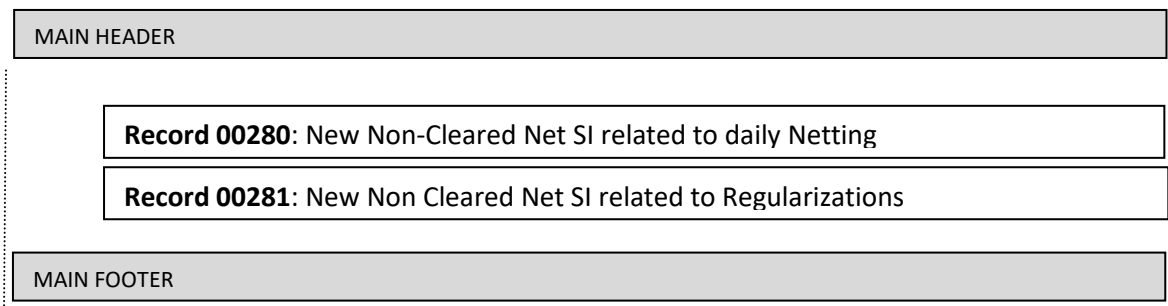 MAIN HEADER
Record 00280: New Non-Cleared Net SI related to daily Netting
Record 00281: New Non Cleared Net SI related to Regularizations
MAIN FOOTER